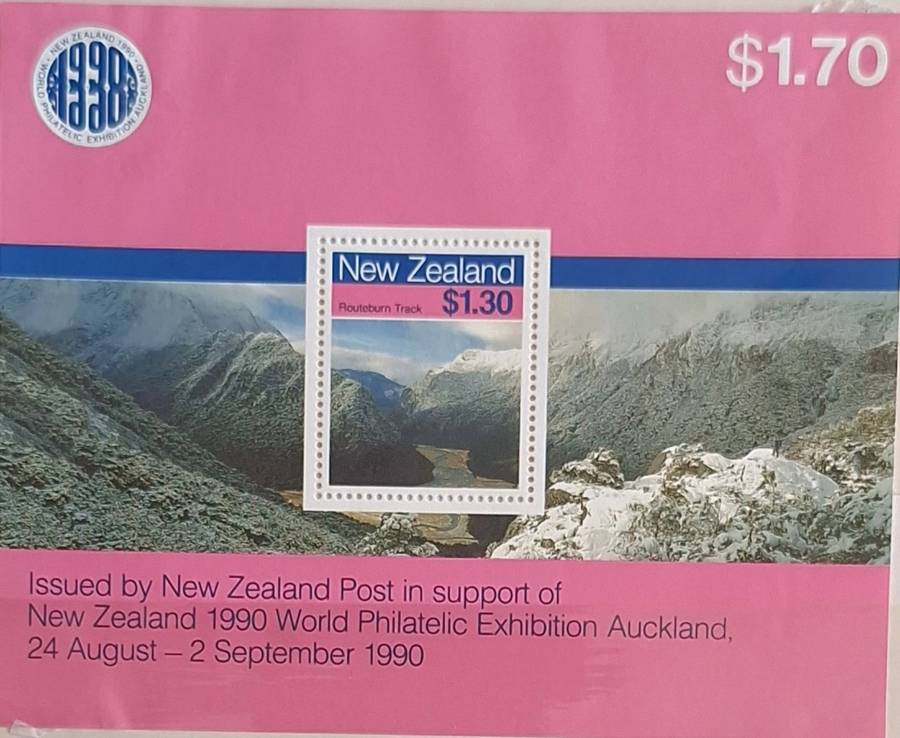 NEW ZEALAND 1990 • WORLD PHILATELIC EXHIBITION AUCKLAND •
1990
$1.70
New Zealand
Routeburn Track $1.30
Issued by New Zealand Post in support of
New Zealand 1990 World Philatelic Exhibition Auckland,
24 August – 2 September 1990